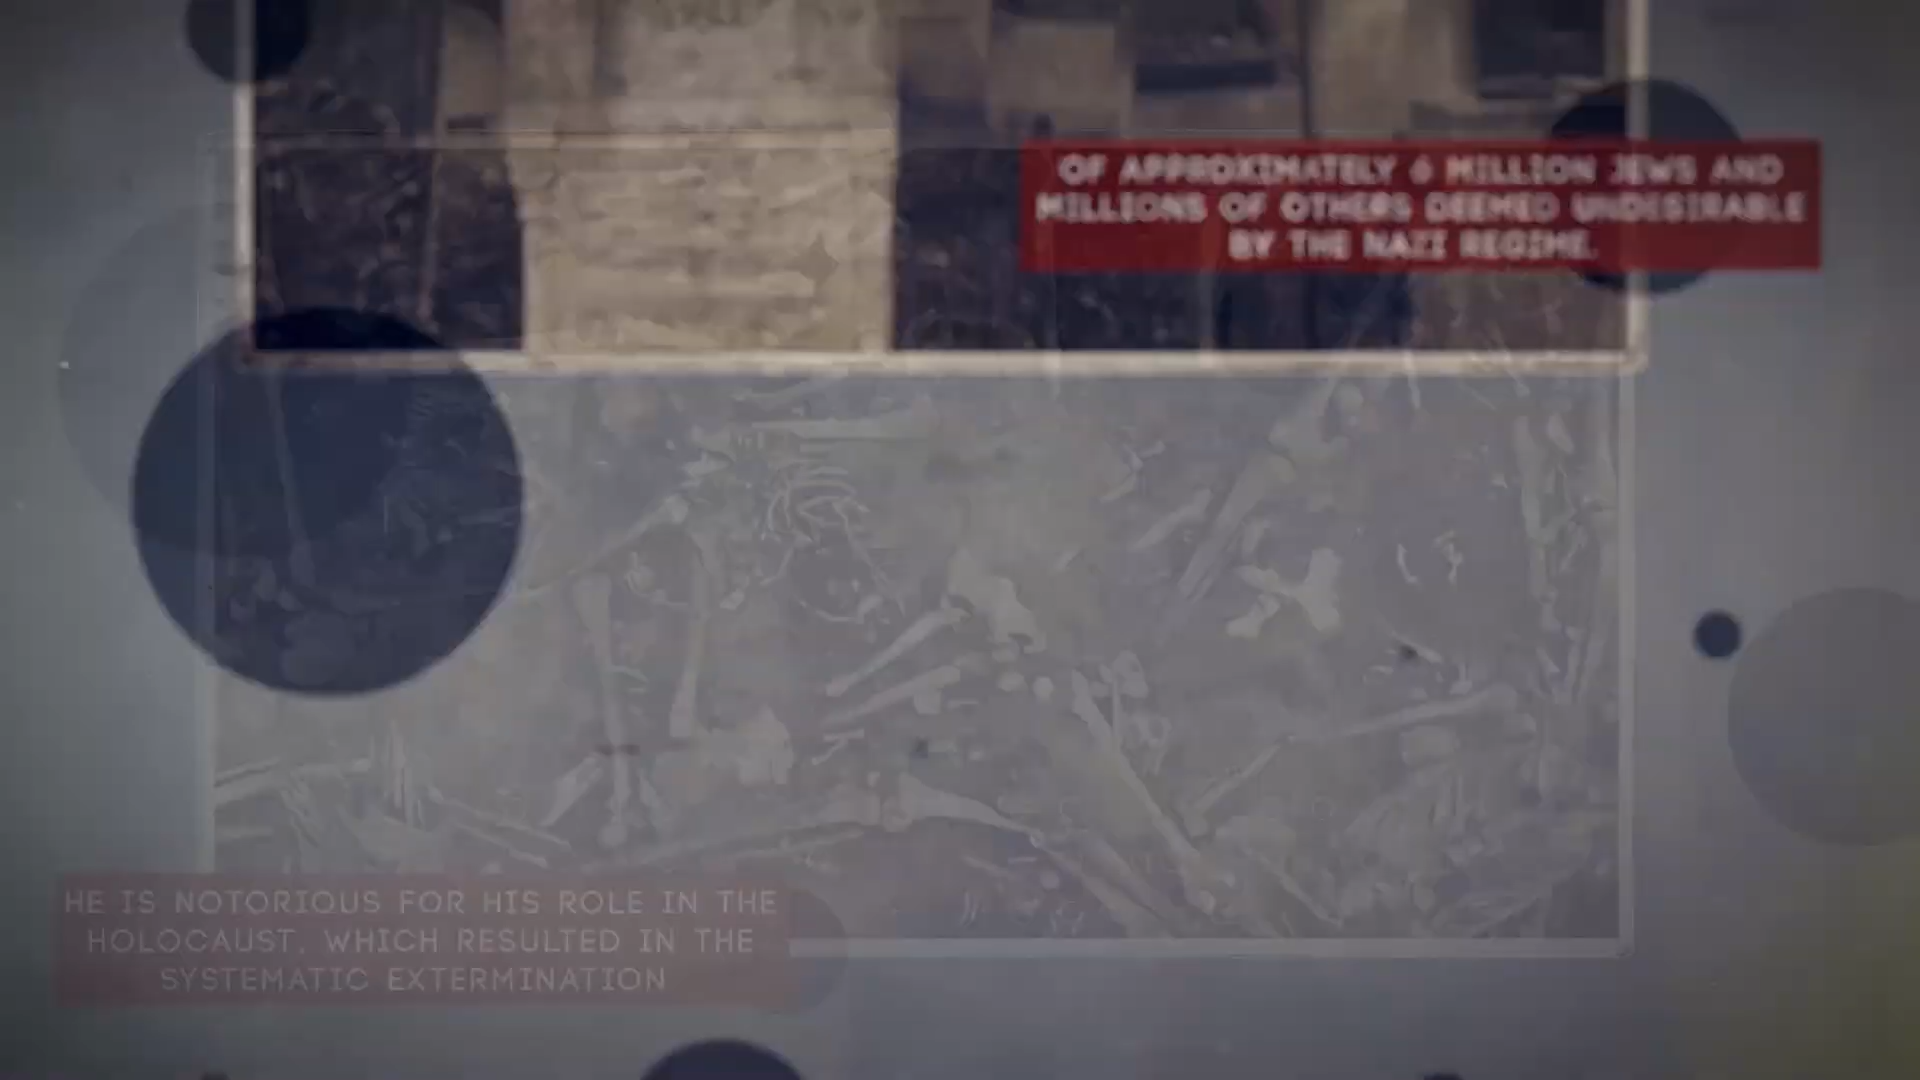 OF APPROXIMATELY 6 MILLION JEWS AND
MILLIONS OF OTHERS DEEMED UNDESIRABLE
BY THE NAZI REGIME.
HE IS NOTORIOUS FOR HIS ROLE IN THE
HOLOCAUST, WHICH RESULTED IN THE
SYSTEMATIC EXTERMINATION